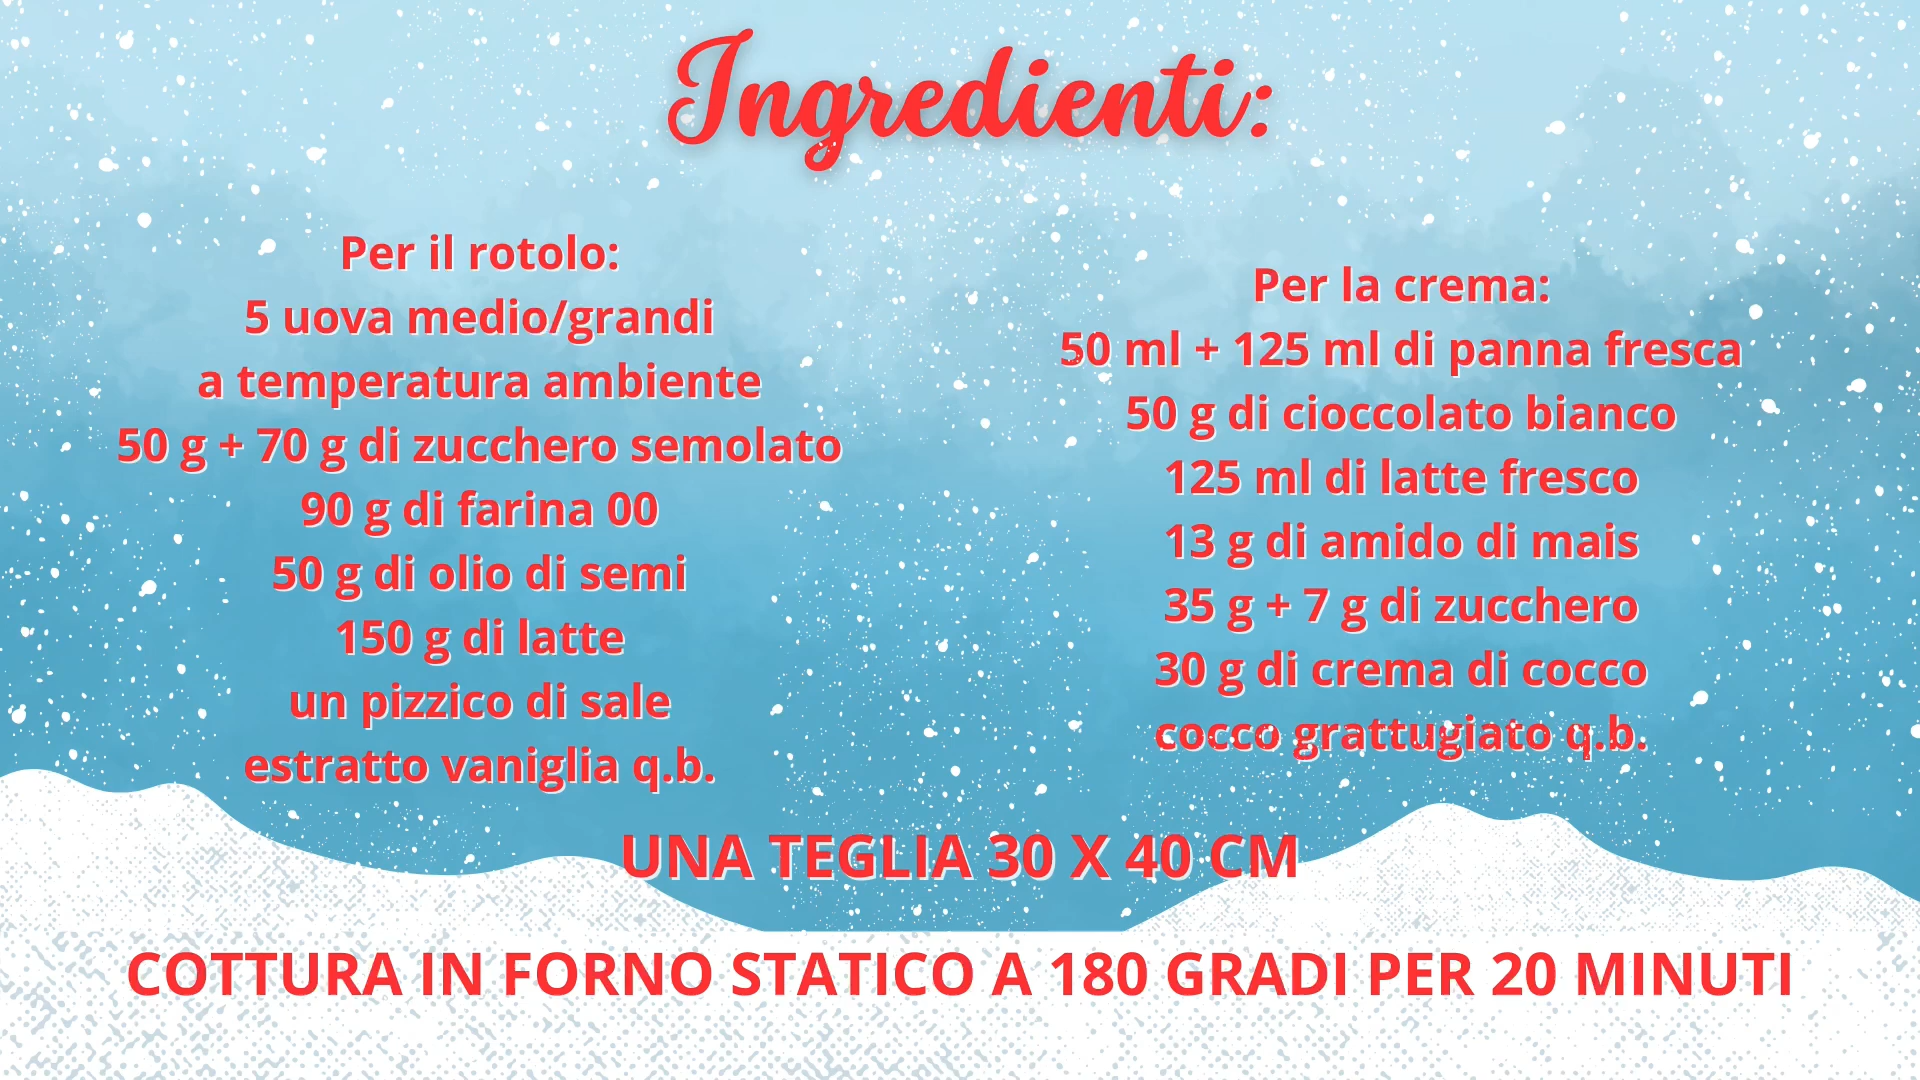 Ingredienti:
Per il rotolo:
5 uova medio/grandi
a temperatura ambiente
50 g + 70 g di zucchero semolato
90 g di farina 00
50 g di olio di semi
150 g di latte
un pizzico di sale
estratto vaniglia q.b.
Per la crema:
50 ml + 125 ml di panna fresca
50 g di cioccolato bianco
125 ml di latte fresco
13 g di amido di mais
35 g + 7 g di zucchero
30 g di crema di cocco
cocco grattugiato q.b.
UNA TEGLIA 30 X 40 CM
COTTURA IN FORNO STATICO A 180 GRADI PER 20 MINUTI